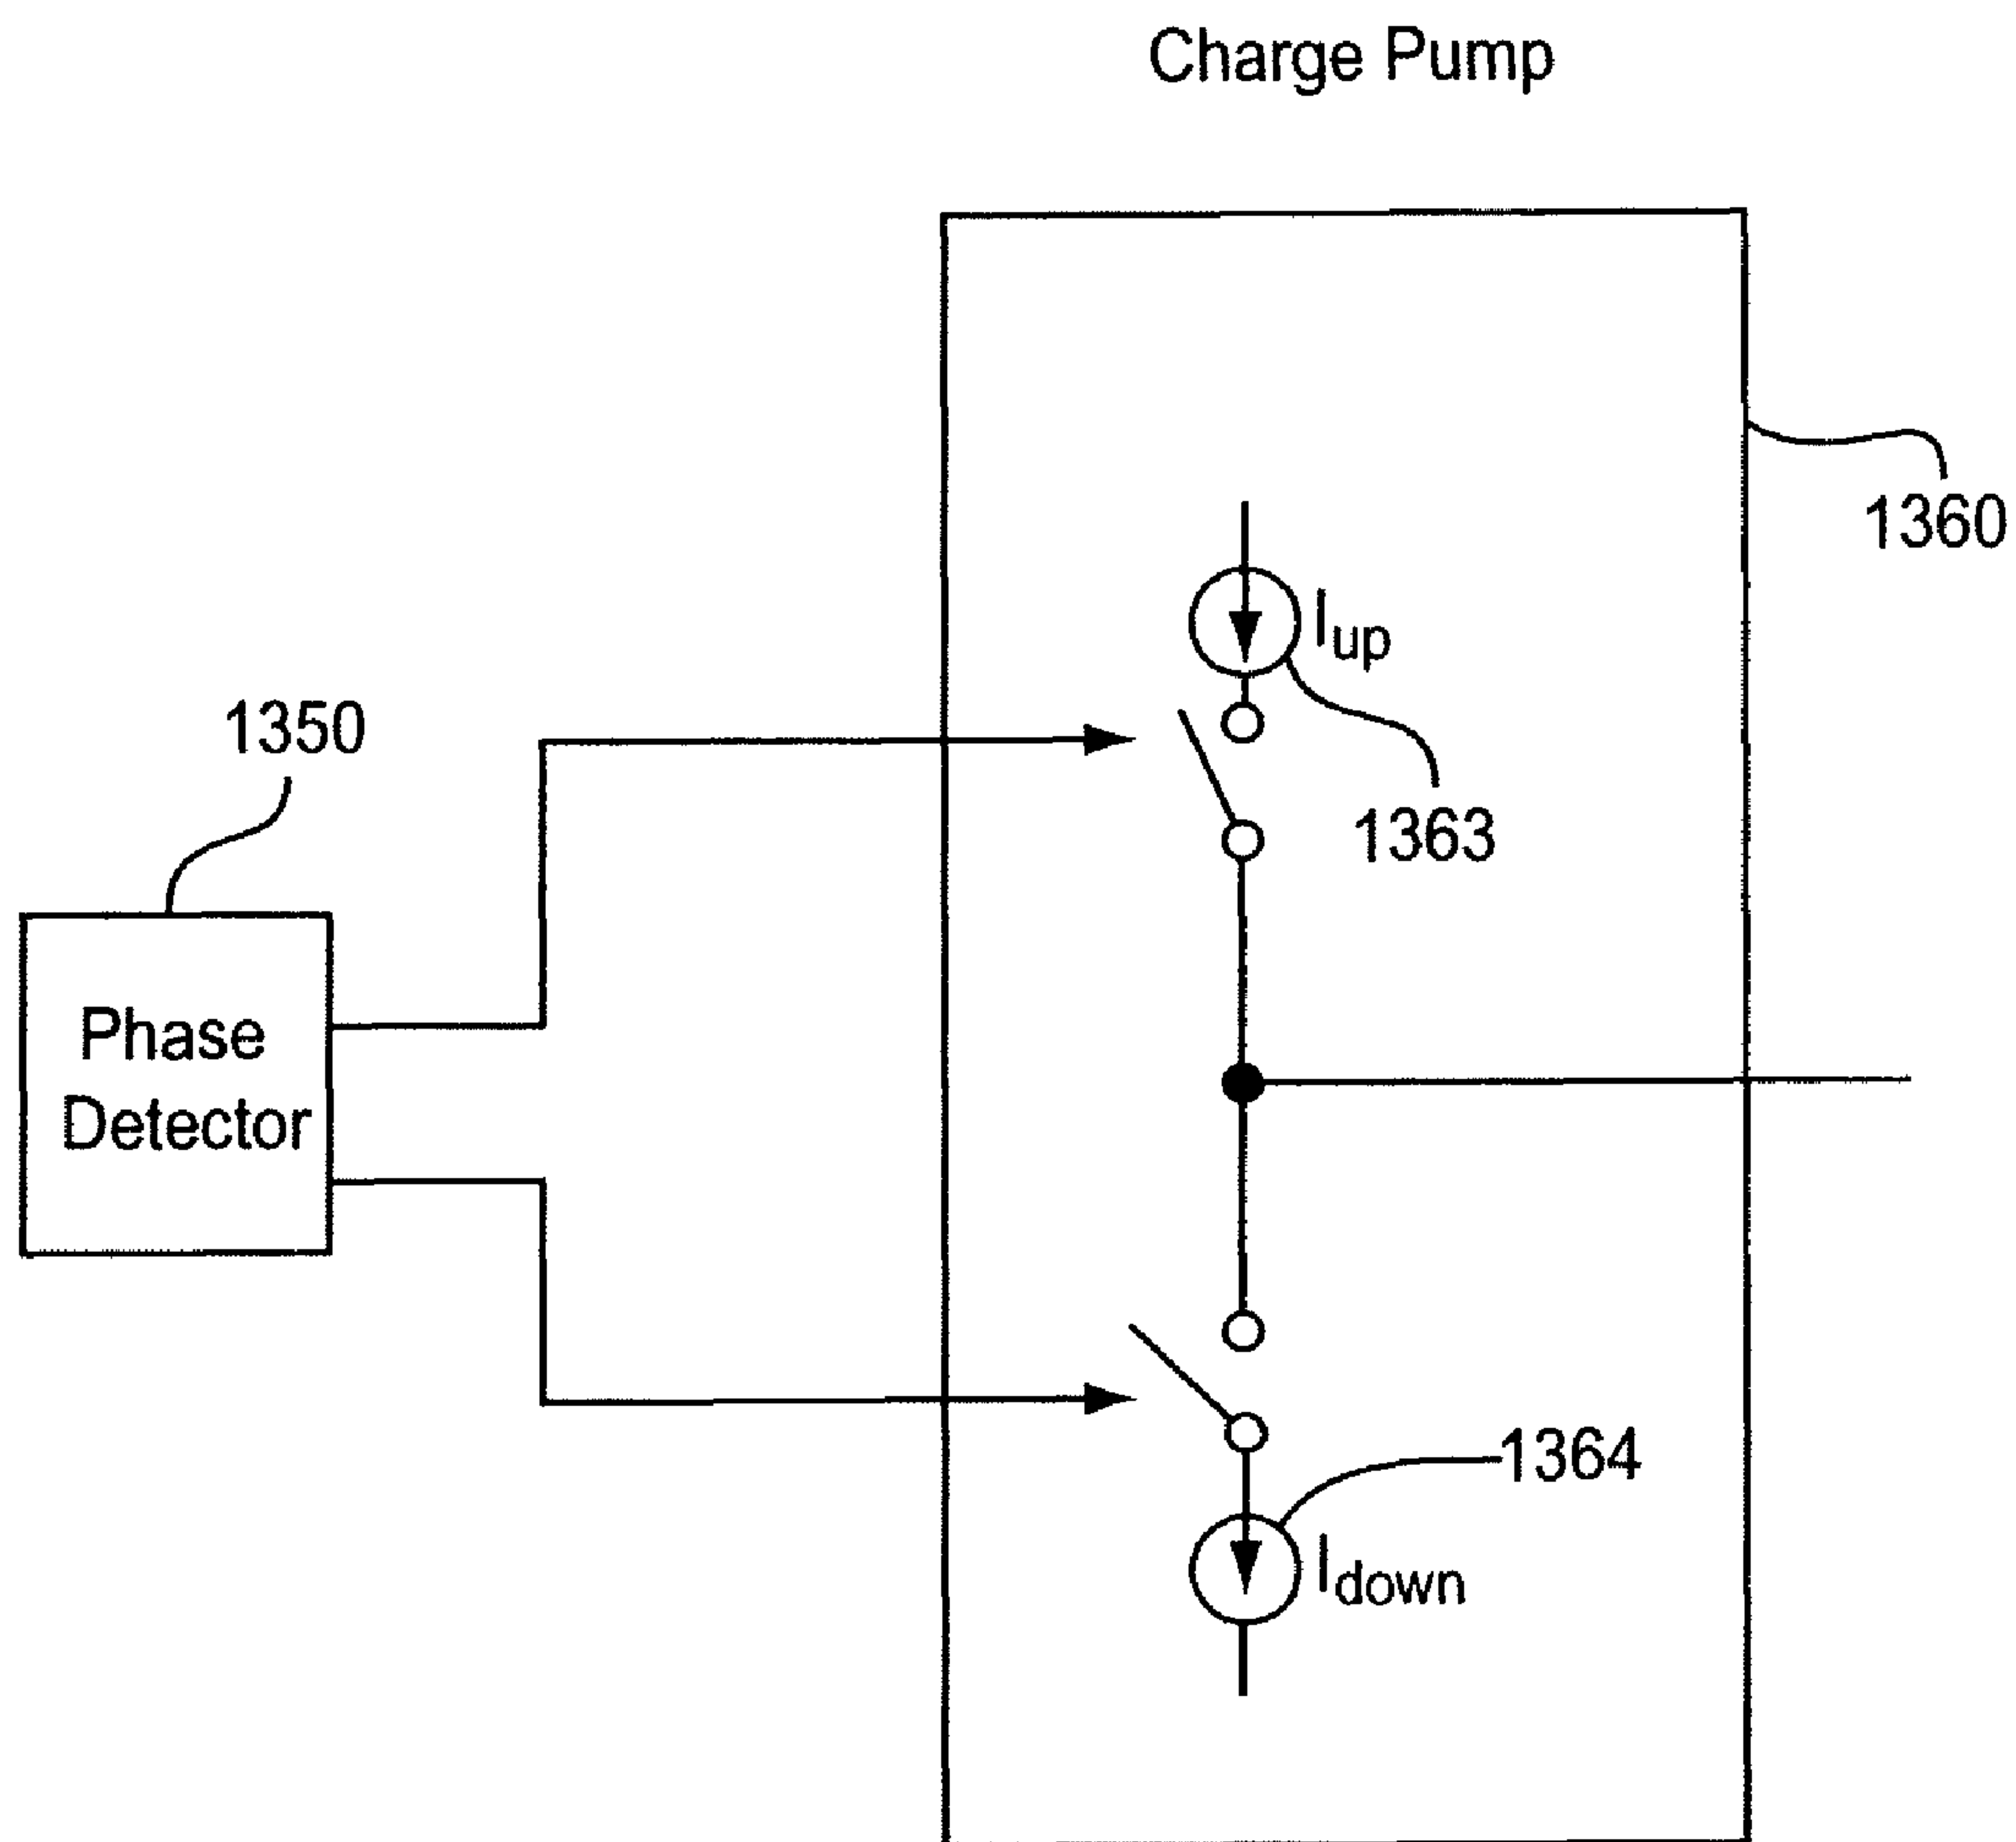 Charge Pump
1360
I_up
1350
1363
Phase
Detector
1364
I_down